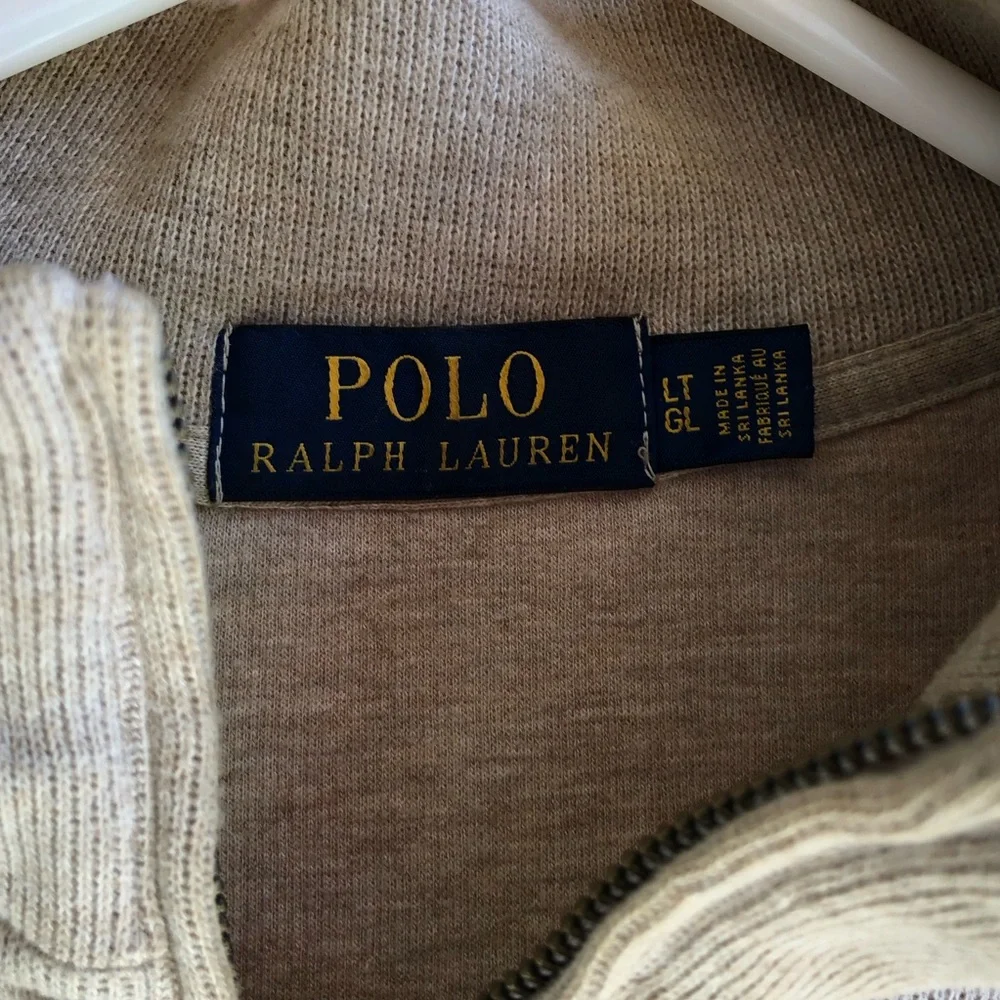 POLO
RALPH LAUREN
LT
GL
MADE IN
SRI LANKA
FABRIQUÉ AU
SRI LANKA